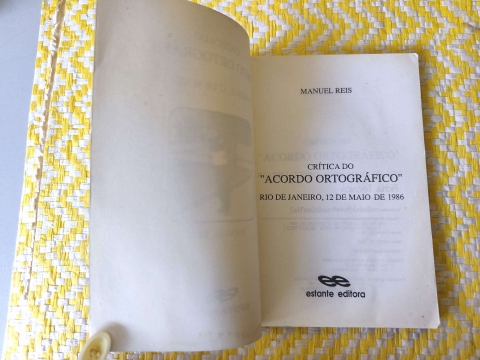 MANUEL REIS
CRÍTICA DO
"ACORDO ORTOGRÁFICO"
RIO DE JANEIRO, 12 DE MAIO DE 1986
estante editora